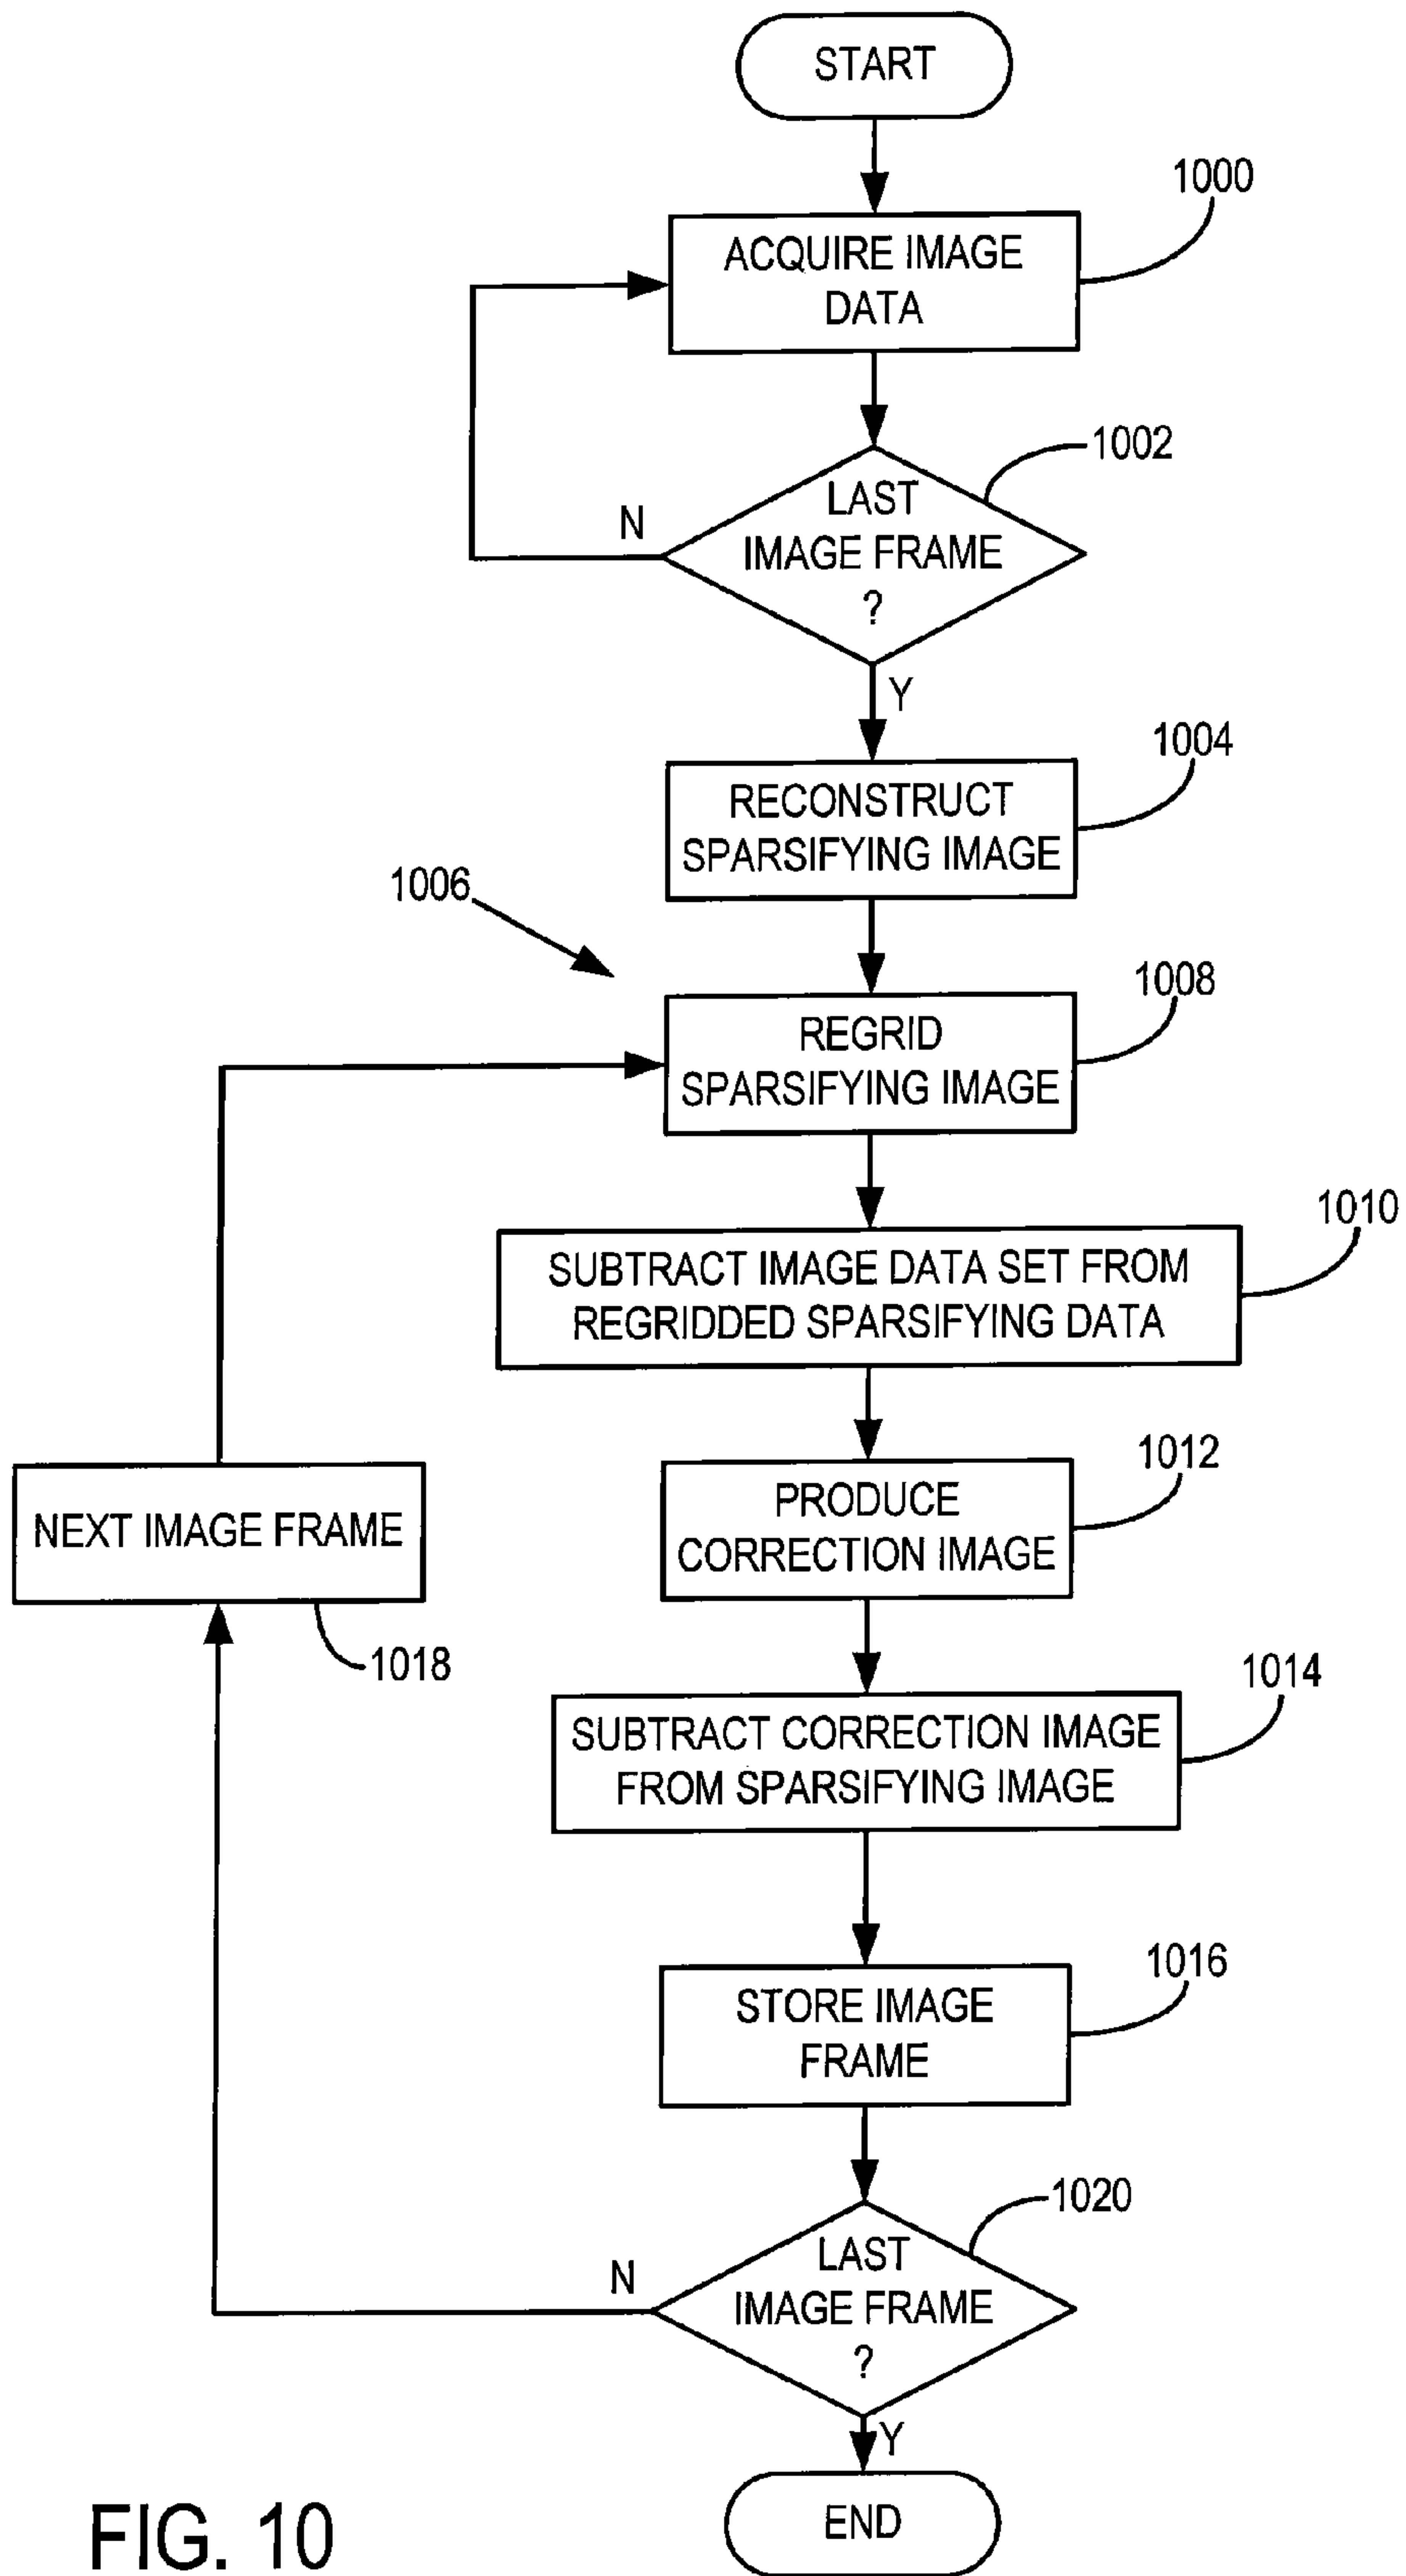 START
1000
ACQUIRE IMAGE
DATA
1002
LAST
IMAGE FRAME
?
N
Y
1004
RECONSTRUCT
SPARSIFYING IMAGE
1006
1008
REGRID
SPARSIFYING IMAGE
1010
SUBTRACT IMAGE DATA SET FROM
REGRIDDED SPARSIFYING DATA
1012
PRODUCE
CORRECTION IMAGE
NEXT IMAGE FRAME
1018
1014
SUBTRACT CORRECTION IMAGE
FROM SPARSIFYING IMAGE
1016
STORE IMAGE
FRAME
1020
LAST
IMAGE FRAME
?
N
Y
END
FIG. 10